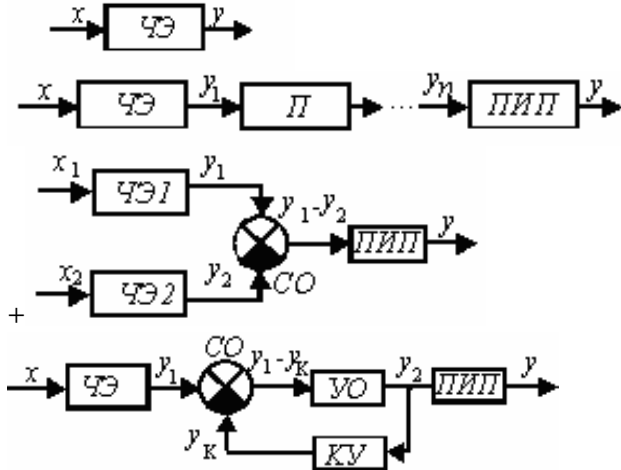 x ЧЭ y
x ЧЭ y₁ П ... yₙ ПИП y
x₁ ЧЭ1 y₁
y₁-y₂ ПИП y
x₂ ЧЭ2 y₂ СО
+
СО
x ЧЭ y₁ y₁-yК УО y₂ ПИП y
yК КУ